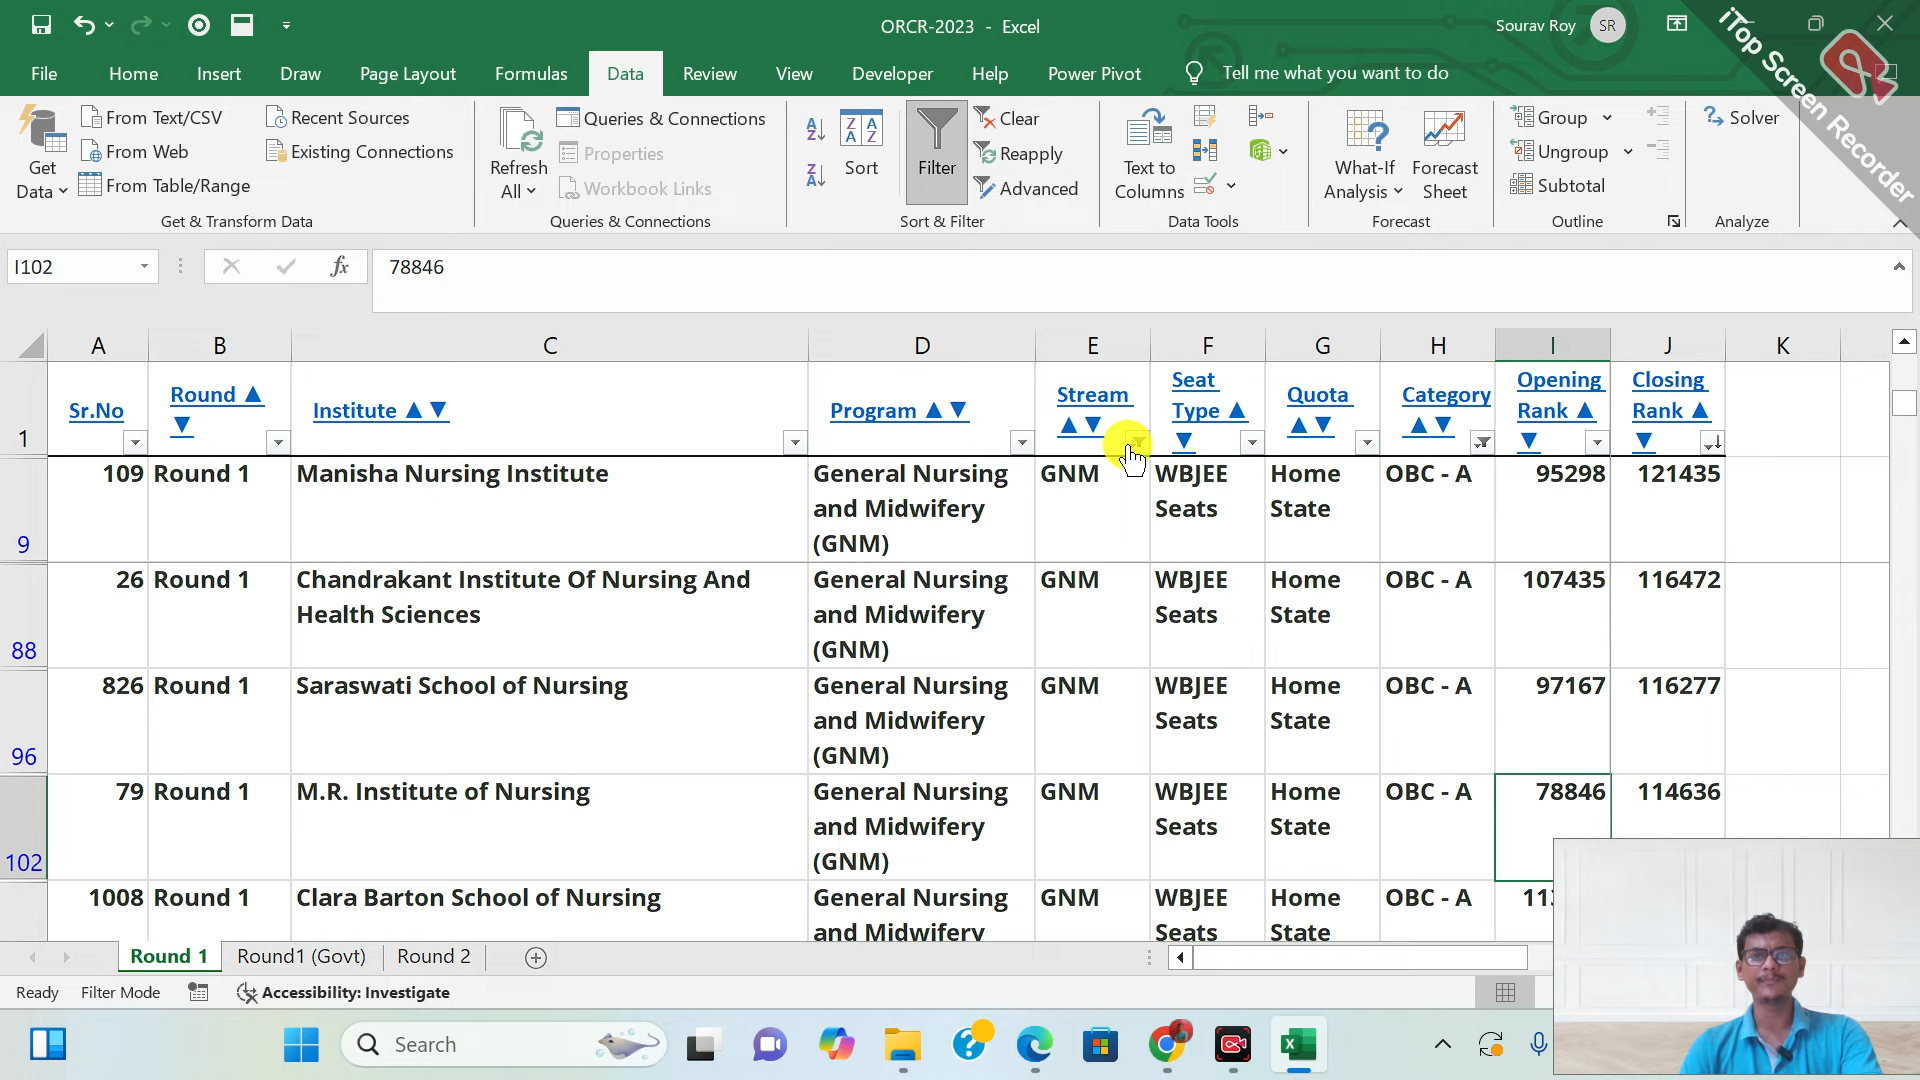 ORCR-2023 - Excel
Sourav Roy SR
iTop Screen Recorder
File Home Insert Draw Page Layout Formulas Data Review View Developer Help Power Pivot Tell me what you want to do
Get Data
From Text/CSV
From Web
From Table/Range
Recent Sources
Existing Connections
Get & Transform Data
Refresh All
Queries & Connections
Properties
Workbook Links
Queries & Connections
Sort
Filter
Clear
Reapply
Advanced
Sort & Filter
Text to Columns
Data Tools
What-If Analysis
Forecast Sheet
Forecast
Group
Ungroup
Subtotal
Outline
Solver
Analyze
I102 fx 78846
A B C D E F G H I J K
1 Sr.No Round ▲▼ Institute ▲▼ Program ▲▼ Stream ▲▼ Seat Type ▲▼ Quota ▲▼ Category ▲▼ Opening Rank ▲▼ Closing Rank ▲▼
9 109 Round 1 Manisha Nursing Institute General Nursing and Midwifery (GNM) GNM WBJEE Seats Home State OBC - A 95298 121435
88 26 Round 1 Chandrakant Institute Of Nursing And Health Sciences General Nursing and Midwifery (GNM) GNM WBJEE Seats Home State OBC - A 107435 116472
96 826 Round 1 Saraswati School of Nursing General Nursing and Midwifery (GNM) GNM WBJEE Seats Home State OBC - A 97167 116277
102 79 Round 1 M.R. Institute of Nursing General Nursing and Midwifery (GNM) GNM WBJEE Seats Home State OBC - A 78846 114636
1008 Round 1 Clara Barton School of Nursing General Nursing and Midwifery GNM WBJEE Seats Home State OBC - A
Round 1 Round1 (Govt) Round 2
Ready Filter Mode Accessibility: Investigate
Search